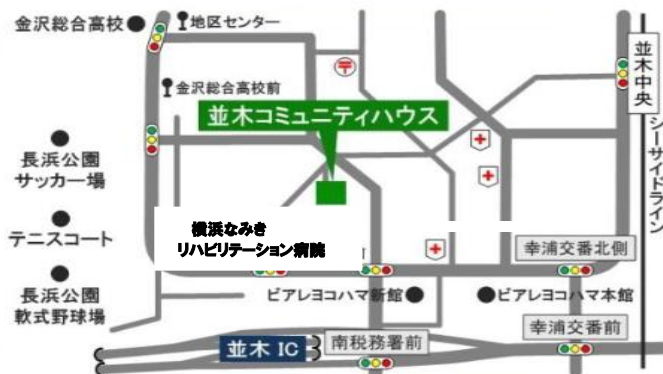 金沢総合高校
地区センター
金沢総合高校前
並木コミュニティハウス
並木中央
シーサイドライン
長浜公園
サッカー場
横浜なみき
リハビリテーション病院
テニスコート
幸浦交番北側
長浜公園
軟式野球場
ビアレヨコハマ新館
ビアレヨコハマ本館
並木 IC
南税務署前
幸浦交番前